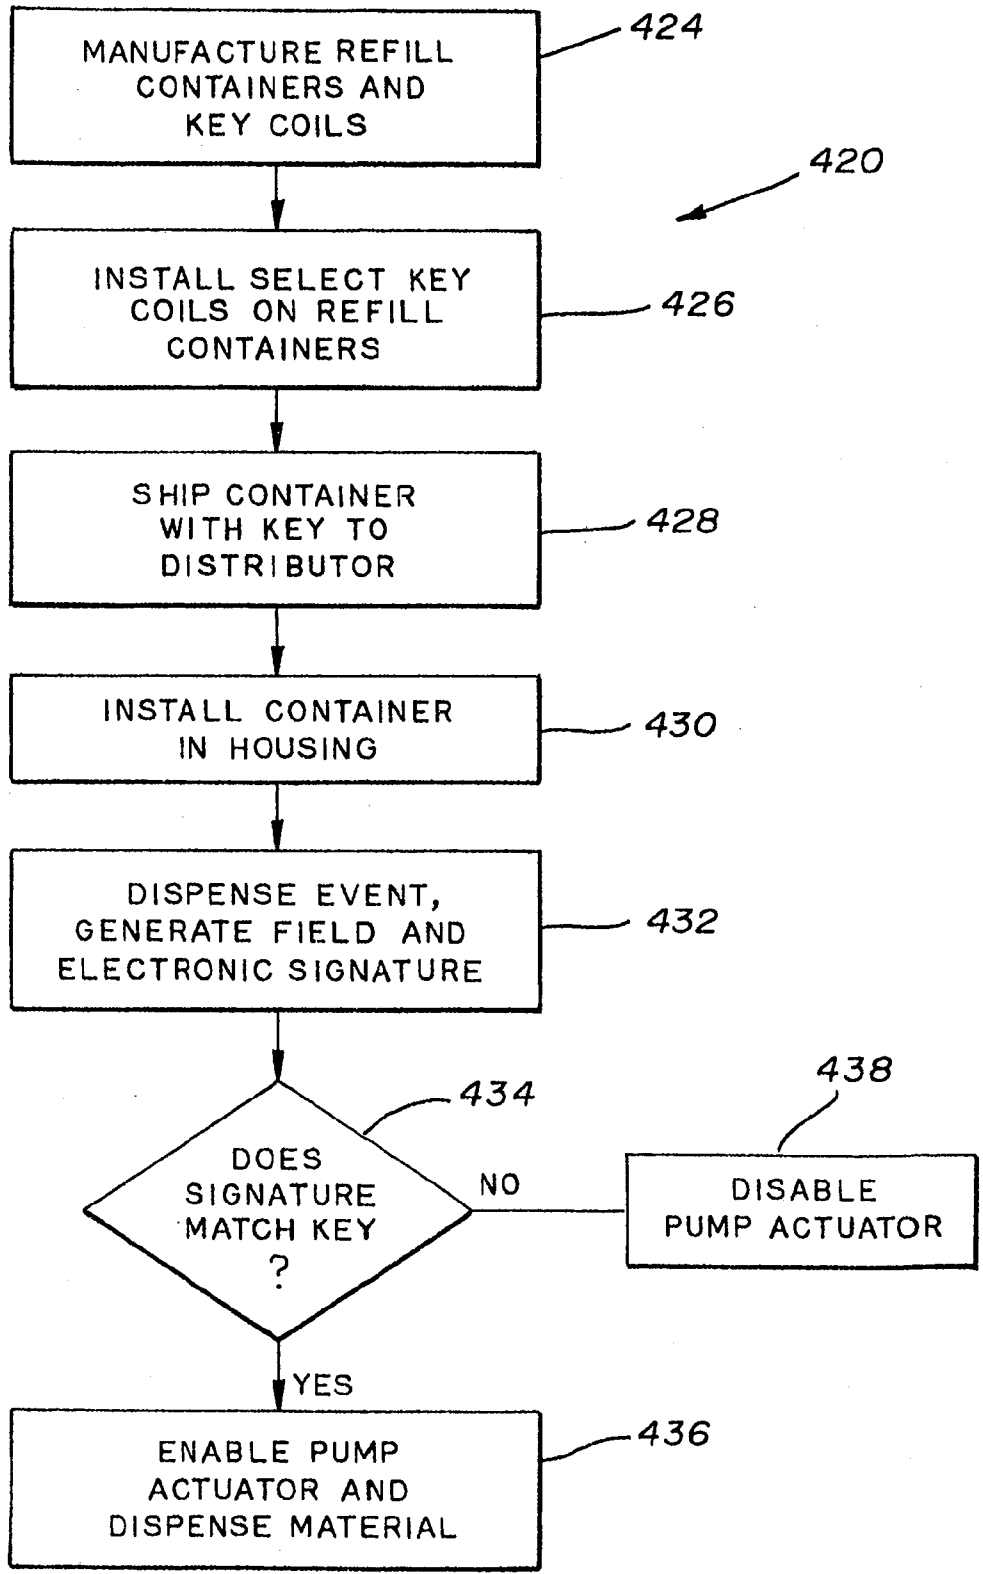 424
MANUFACTURE REFILL
CONTAINERS AND
KEY COILS
420
INSTALL SELECT KEY
COILS ON REFILL
CONTAINERS
426
SHIP CONTAINER
WITH KEY TO
DISTRIBUTOR
428
INSTALL CONTAINER
IN HOUSING
430
DISPENSE EVENT,
GENERATE FIELD AND
ELECTRONIC SIGNATURE
432
434
DOES
SIGNATURE
MATCH KEY
?
NO
438
DISABLE
PUMP ACTUATOR
YES
ENABLE PUMP
ACTUATOR AND
DISPENSE MATERIAL
436